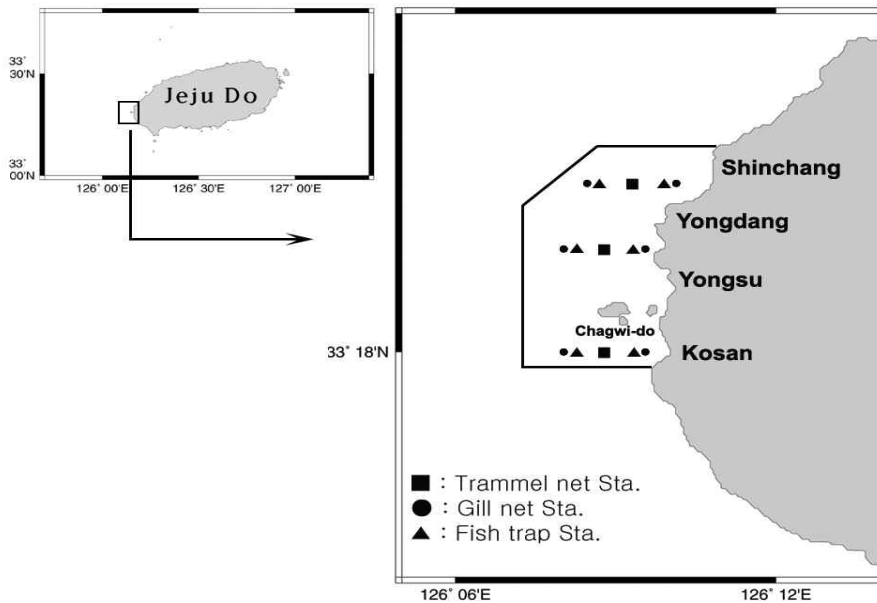 33°
30'N
Jeju Do
33°
00'N
126° 00'E
126° 30'E
127° 00'E
Shinchang
Yongdang
Yongsu
Chagwi-do
Kosan
33° 18'N
■ : Trammel net Sta.
● : Gill net Sta.
▲ : Fish trap Sta.
126° 06'E
126° 12'E